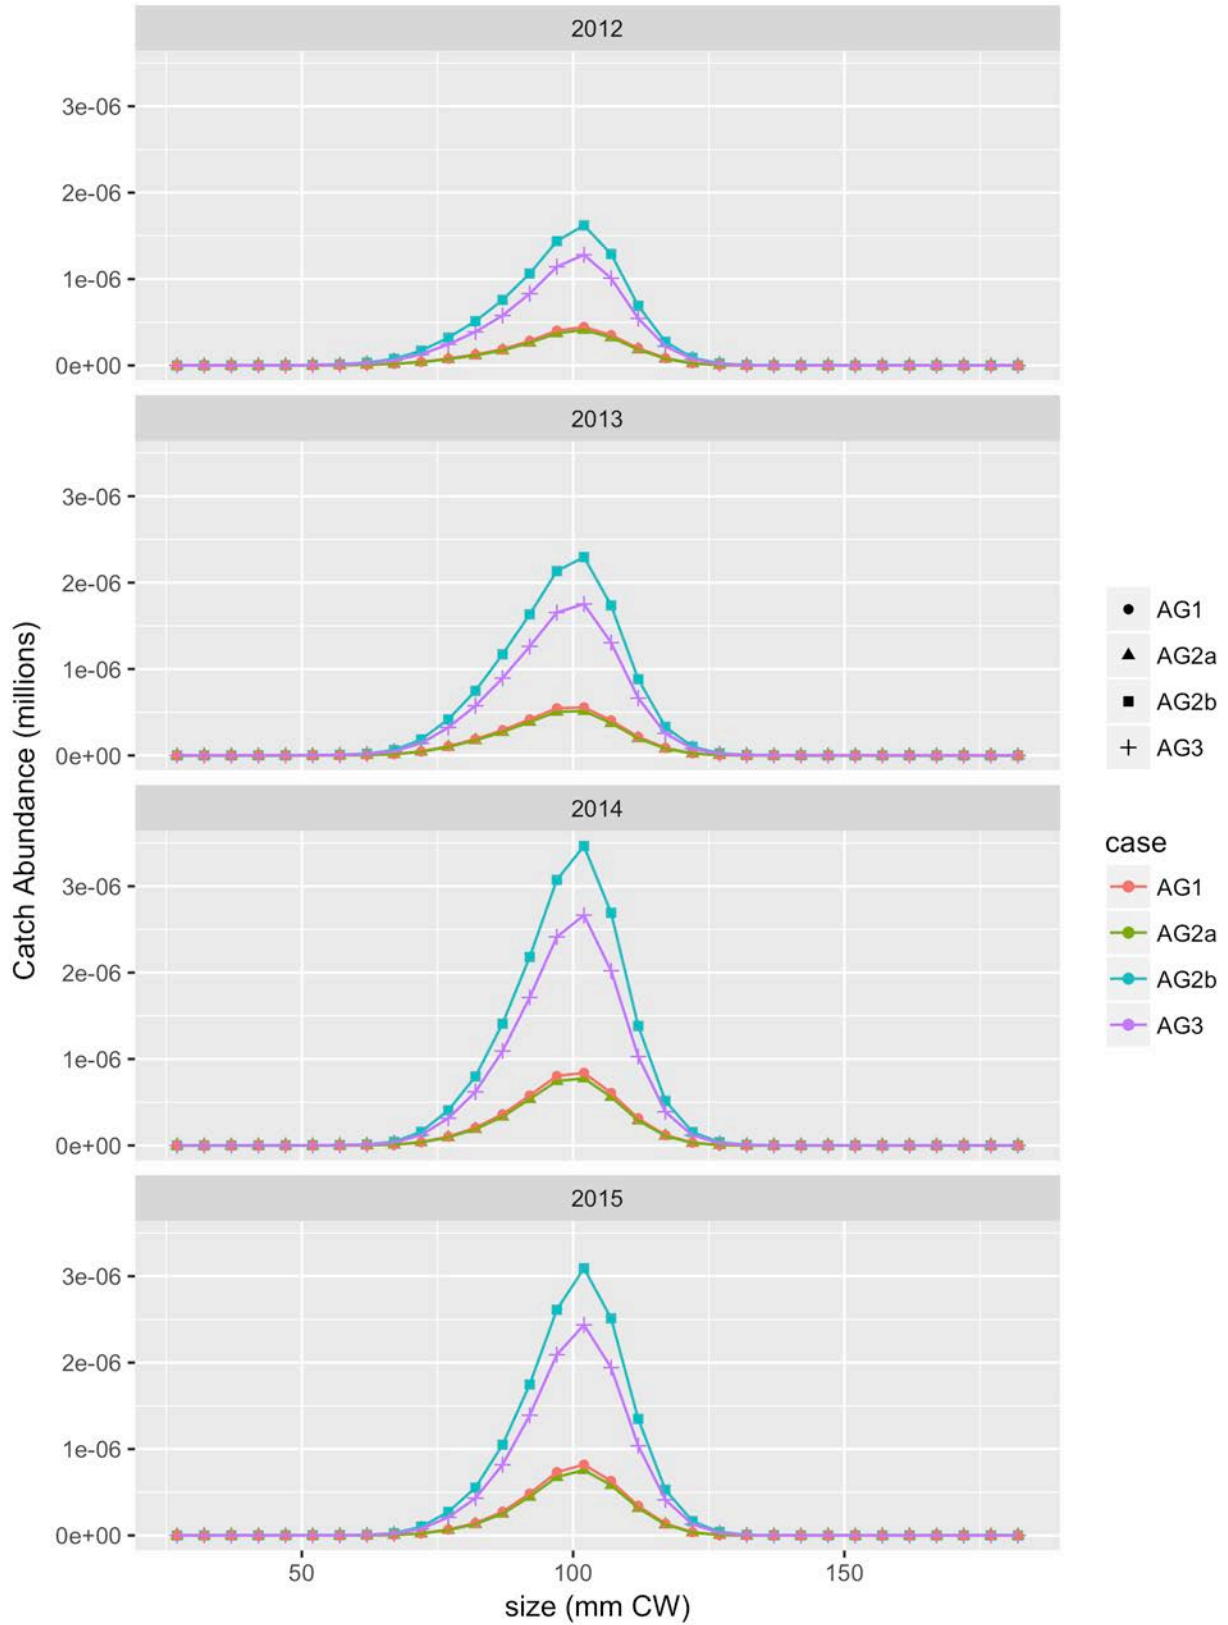 2012
3e-06
2e-06
1e-06
0e+00
2013
3e-06
2e-06
1e-06
0e+00
2014
3e-06
2e-06
1e-06
0e+00
2015
3e-06
2e-06
1e-06
0e+00
50 100 150
size (mm CW)
Catch Abundance (millions)
AG1
AG2a
AG2b
AG3
case
AG1
AG2a
AG2b
AG3